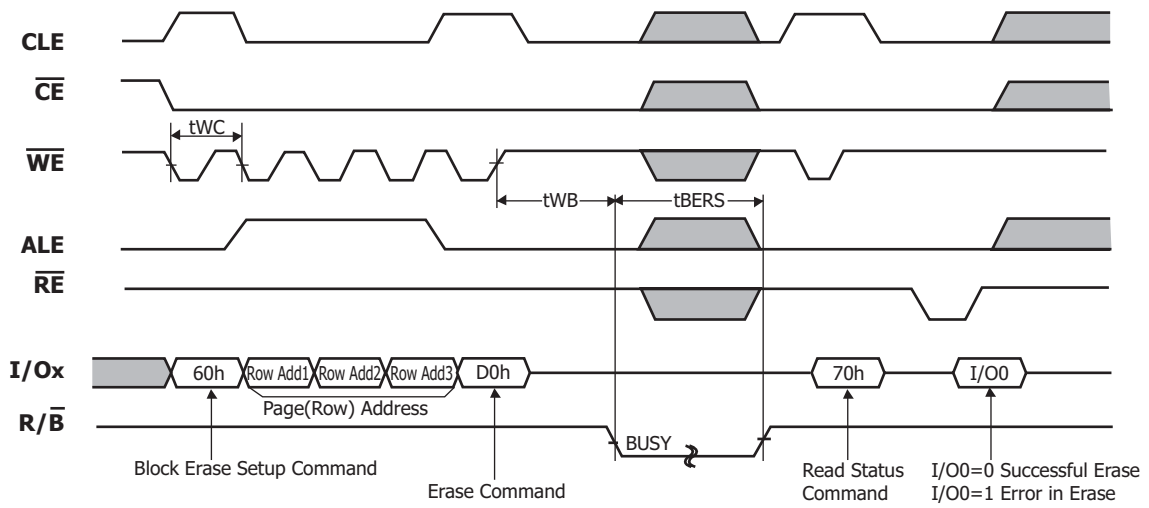 CLE
CE
tWC
WE
tWB
tBERS
ALE
RE
I/Ox
60h
Row Add1
Row Add2
Row Add3
D0h
70h
I/O0
Page(Row) Address
R/B
BUSY
Block Erase Setup Command
Erase Command
Read Status
Command
I/O0=0 Successful Erase
I/O0=1 Error in Erase